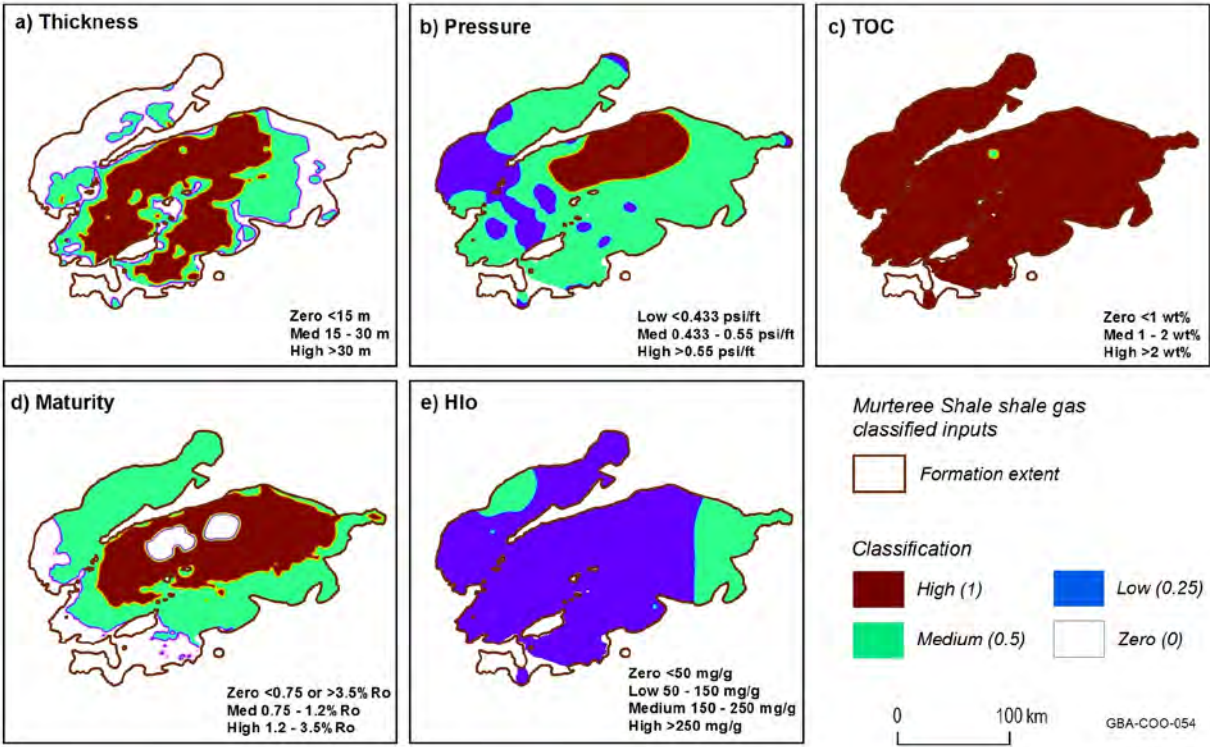 a) Thickness
Zero <15 m
Med 15 - 30 m
High >30 m
b) Pressure
Low <0.433 psi/ft
Med 0.433 - 0.55 psi/ft
High >0.55 psi/ft
c) TOC
Zero <1 wt%
Med 1 - 2 wt%
High >2 wt%
d) Maturity
Zero <0.75 or >3.5% Ro
Med 0.75 - 1.2% Ro
High 1.2 - 3.5% Ro
e) HIo
Zero <50 mg/g
Low 50 - 150 mg/g
Medium 150 - 250 mg/g
High >250 mg/g
Murteree Shale shale gas
classified inputs
Formation extent
Classification
High (1)
Low (0.25)
Medium (0.5)
Zero (0)
0 100 km
GBA-COO-054